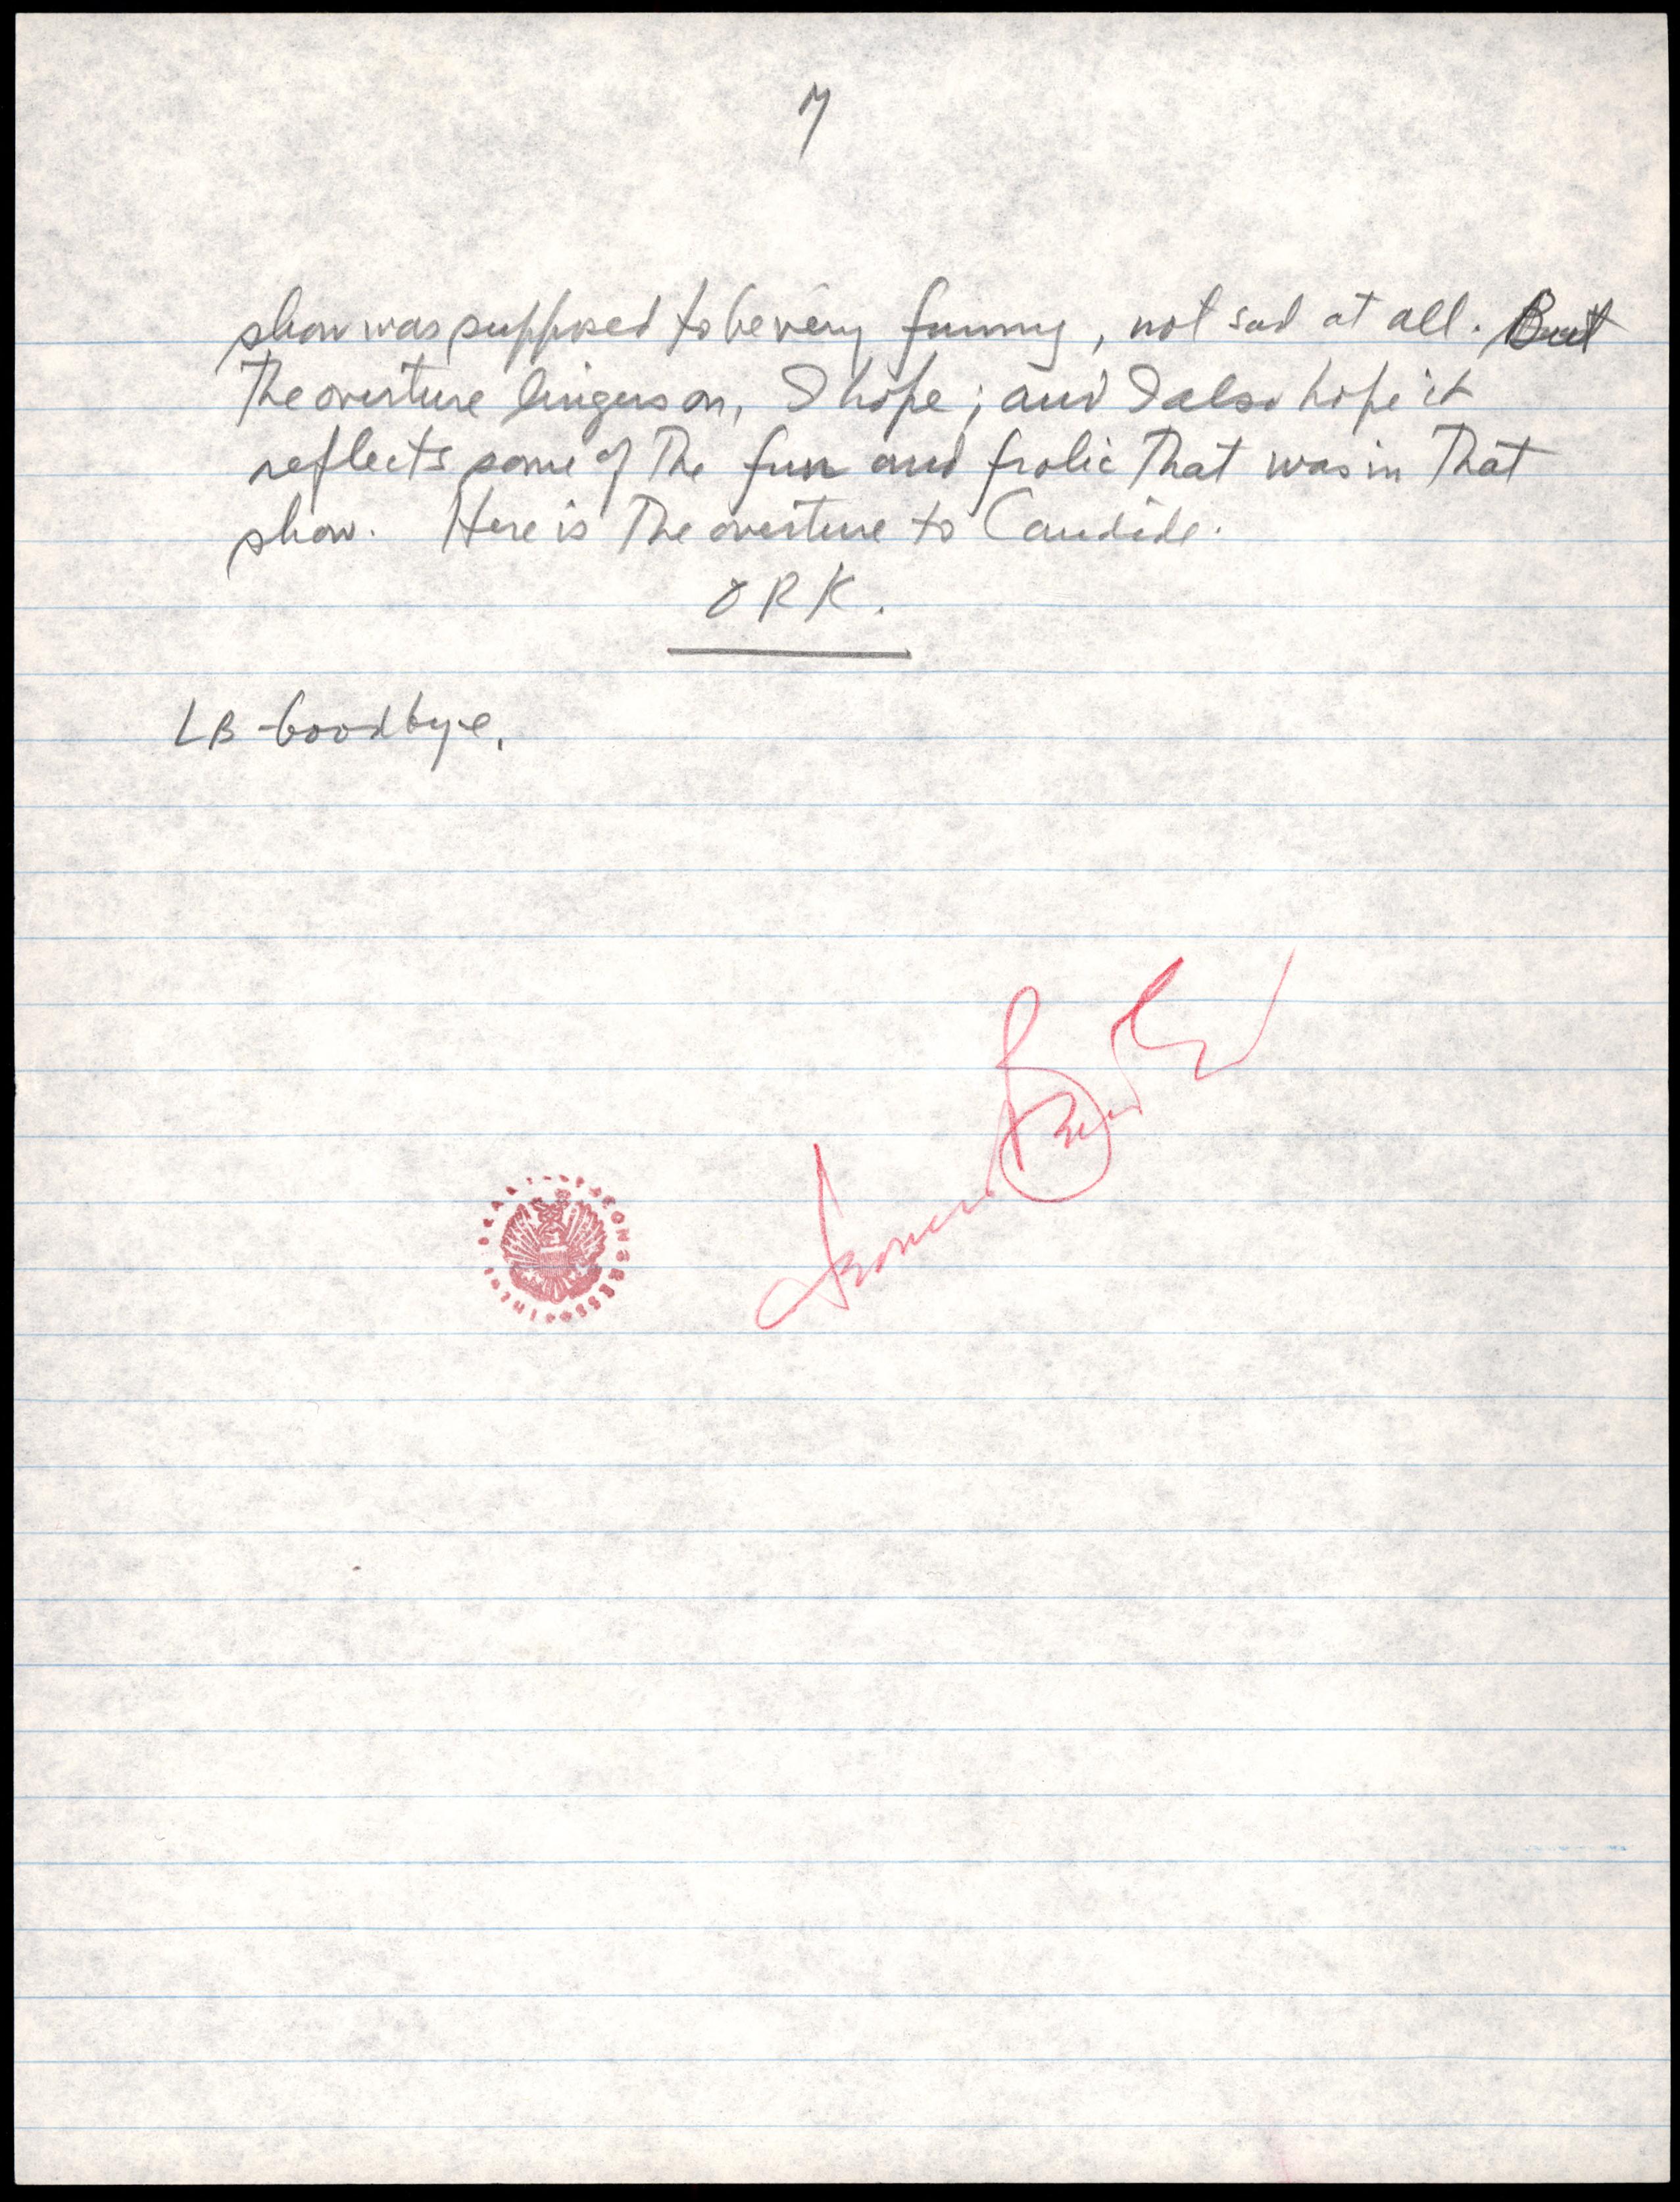 7
show was supposed to be very funny, not sad at all. But
the overture lingers on, I hope; and I also hope it
reflects some of the fun and frolic that was in that
show. Here is the overture to Candide.
ORK.
LB - Goodbye.
Leonard Bernstein